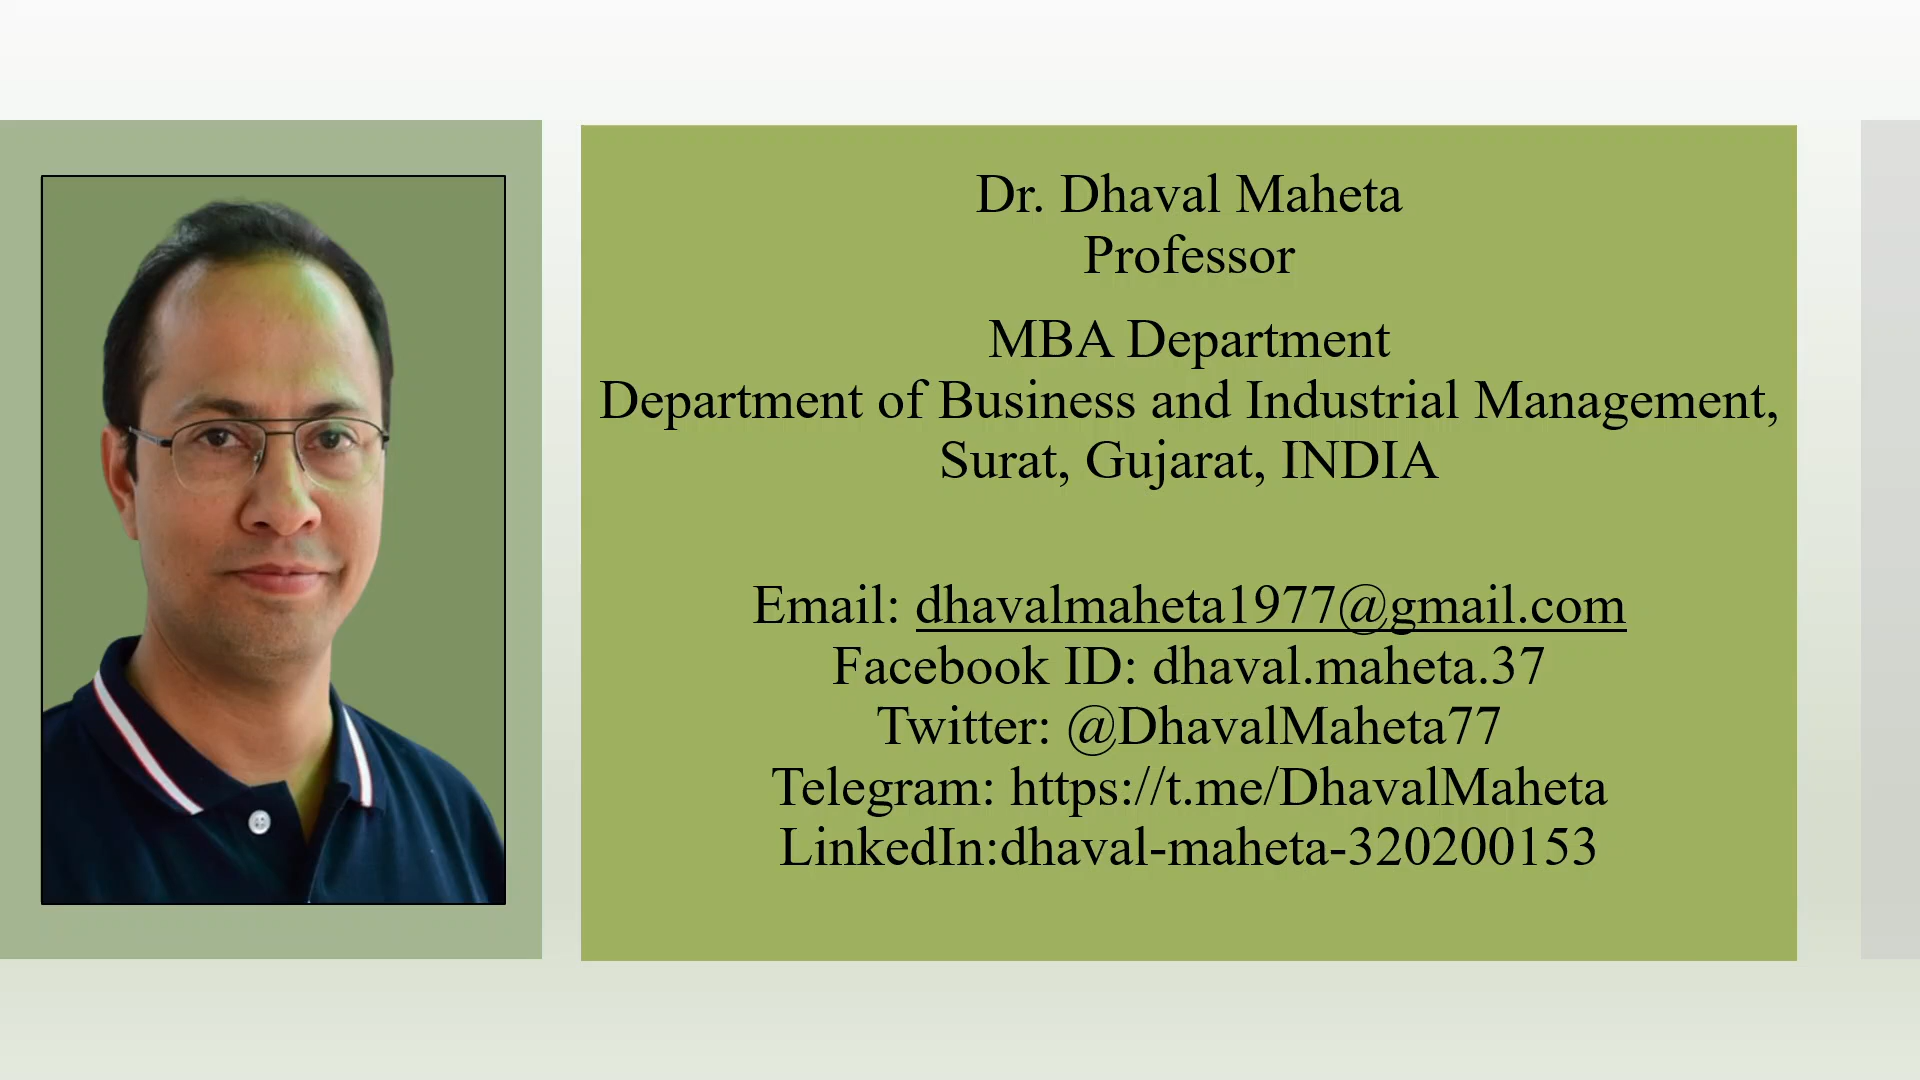 Dr. Dhaval Maheta
Professor
MBA Department
Department of Business and Industrial Management,
Surat, Gujarat, INDIA
Email: dhavalmaheta1977@gmail.com
Facebook ID: dhaval.maheta.37
Twitter: @DhavalMaheta77
Telegram: https://t.me/DhavalMaheta
LinkedIn:dhaval-maheta-320200153